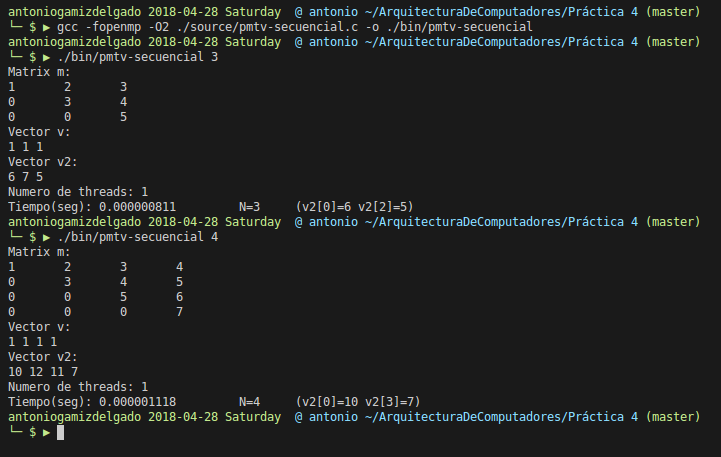 antoniogamizdelgado 2018-04-28 Saturday  @ antonio ~/ArquitecturaDeComputadores/Práctica 4 (master)
└─ $ ▶ gcc -fopenmp -O2 ./source/pmtv-secuencial.c -o ./bin/pmtv-secuencial
antoniogamizdelgado 2018-04-28 Saturday  @ antonio ~/ArquitecturaDeComputadores/Práctica 4 (master)
└─ $ ▶ ./bin/pmtv-secuencial 3
Matrix m:
1       2       3
0       3       4
0       0       5
Vector v:
1 1 1
Vector v2:
6 7 5
Numero de threads: 1
Tiempo(seg): 0.000000811         N=3     (v2[0]=6 v2[2]=5)
antoniogamizdelgado 2018-04-28 Saturday  @ antonio ~/ArquitecturaDeComputadores/Práctica 4 (master)
└─ $ ▶ ./bin/pmtv-secuencial 4
Matrix m:
1       2       3       4
0       3       4       5
0       0       5       6
0       0       0       7
Vector v:
1 1 1 1
Vector v2:
10 12 11 7
Numero de threads: 1
Tiempo(seg): 0.000001118         N=4     (v2[0]=10 v2[3]=7)
antoniogamizdelgado 2018-04-28 Saturday  @ antonio ~/ArquitecturaDeComputadores/Práctica 4 (master)
└─ $ ▶